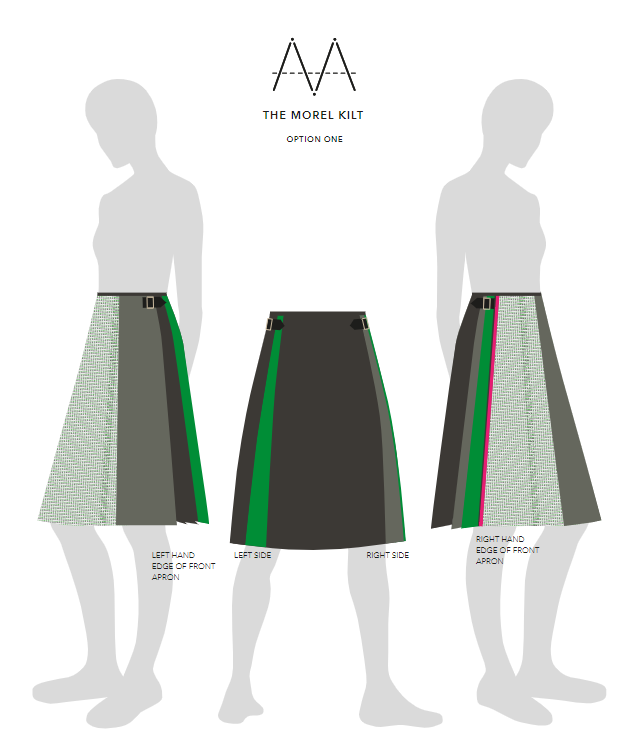 THE MOREL KILT
OPTION ONE
RIGHT HAND
EDGE OF FRONT
APRON
LEFT HAND
EDGE OF FRONT
APRON
LEFT SIDE
RIGHT SIDE